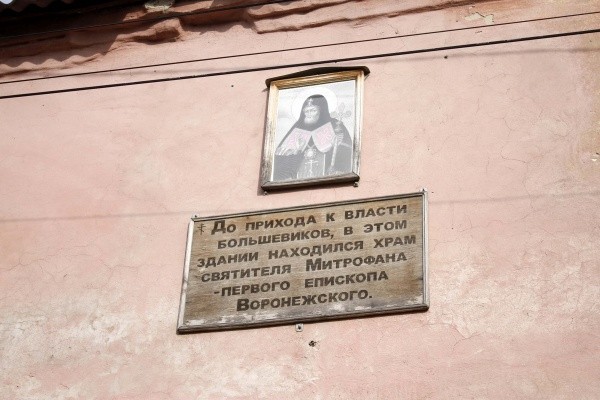 ☦ До прихода к власти
большевиков, в этом
здании находился храм
святителя Митрофана
-первого епископа
Воронежского.